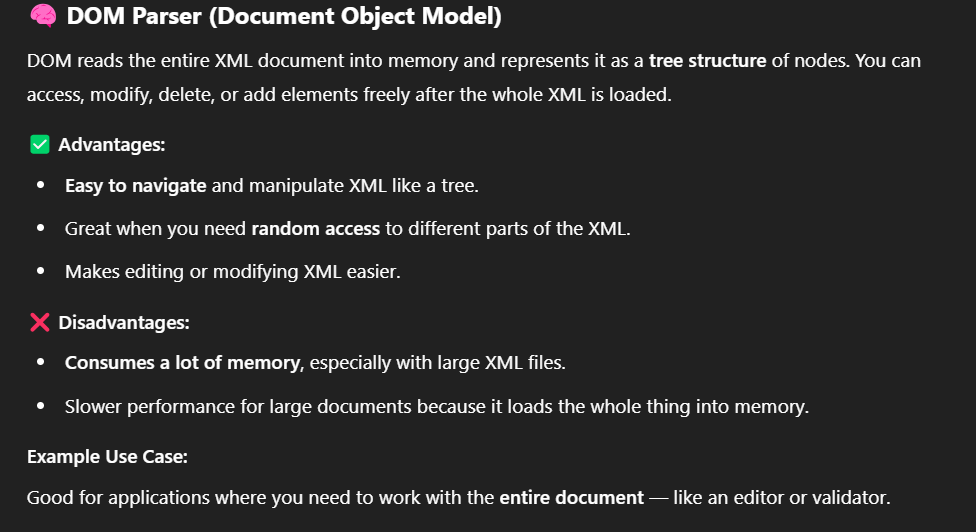 🧠 DOM Parser (Document Object Model)
DOM reads the entire XML document into memory and represents it as a tree structure of nodes. You can
access, modify, delete, or add elements freely after the whole XML is loaded.
✅ Advantages:
• Easy to navigate and manipulate XML like a tree.
• Great when you need random access to different parts of the XML.
• Makes editing or modifying XML easier.
❌ Disadvantages:
• Consumes a lot of memory, especially with large XML files.
• Slower performance for large documents because it loads the whole thing into memory.
Example Use Case:
Good for applications where you need to work with the entire document — like an editor or validator.